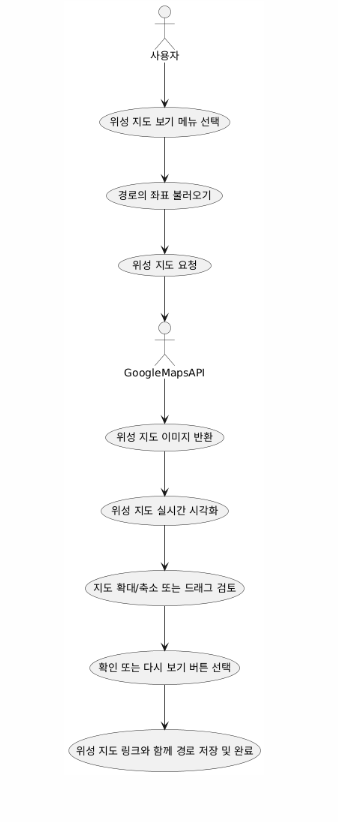 사용자
위성 지도 보기 메뉴 선택
경로의 좌표 불러오기
위성 지도 요청
GoogleMapsAPI
위성 지도 이미지 반환
위성 지도 실시간 시각화
지도 확대/축소 또는 드래그 검토
확인 또는 다시 보기 버튼 선택
위성 지도 링크와 함께 경로 저장 및 완료